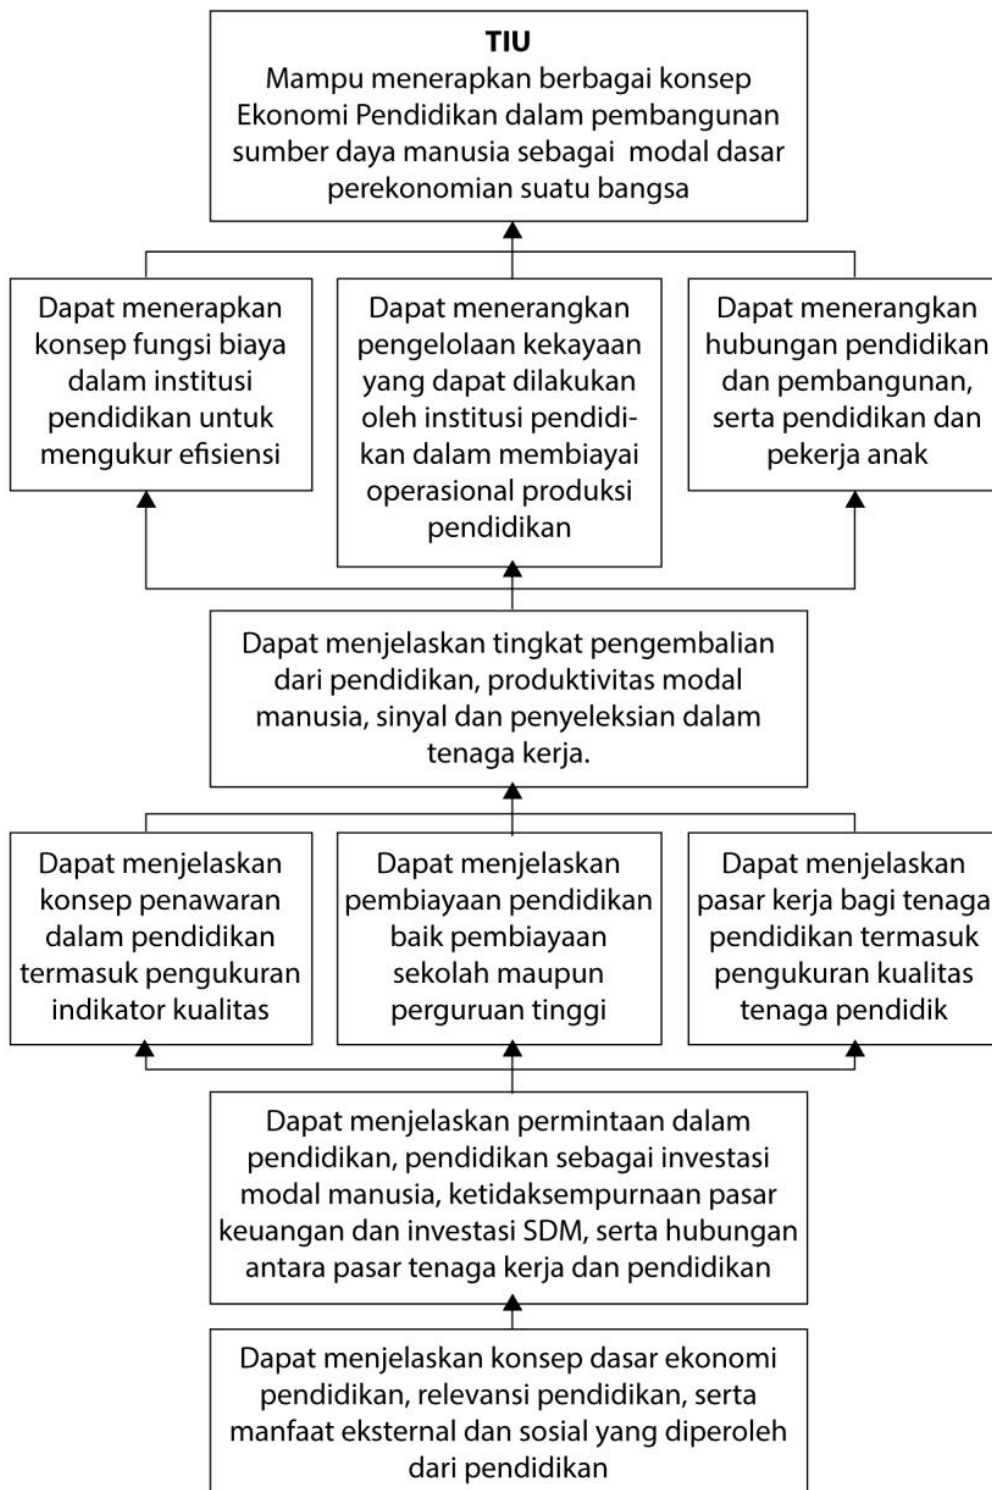 TIU
Mampu menerapkan berbagai konsep
Ekonomi Pendidikan dalam pembangunan
sumber daya manusia sebagai modal dasar
perekonomian suatu bangsa
Dapat menerapkan
konsep fungsi biaya
dalam institusi
pendidikan untuk
mengukur efisiensi
Dapat menerangkan
pengelolaan kekayaan
yang dapat dilakukan
oleh institusi pendidi-
kan dalam membiayai
operasional produksi
pendidikan
Dapat menerangkan
hubungan pendidikan
dan pembangunan,
serta pendidikan dan
pekerja anak
Dapat menjelaskan tingkat pengembalian
dari pendidikan, produktivitas modal
manusia, sinyal dan penyeleksian dalam
tenaga kerja.
Dapat menjelaskan
konsep penawaran
dalam pendidikan
termasuk pengukuran
indikator kualitas
Dapat menjelaskan
pembiayaan pendidikan
baik pembiayaan
sekolah maupun
perguruan tinggi
Dapat menjelaskan
pasar kerja bagi tenaga
pendidikan termasuk
pengukuran kualitas
tenaga pendidik
Dapat menjelaskan permintaan dalam
pendidikan, pendidikan sebagai investasi
modal manusia, ketidaksempurnaan pasar
keuangan dan investasi SDM, serta hubungan
antara pasar tenaga kerja dan pendidikan
Dapat menjelaskan konsep dasar ekonomi
pendidikan, relevansi pendidikan, serta
manfaat eksternal dan sosial yang diperoleh
dari pendidikan